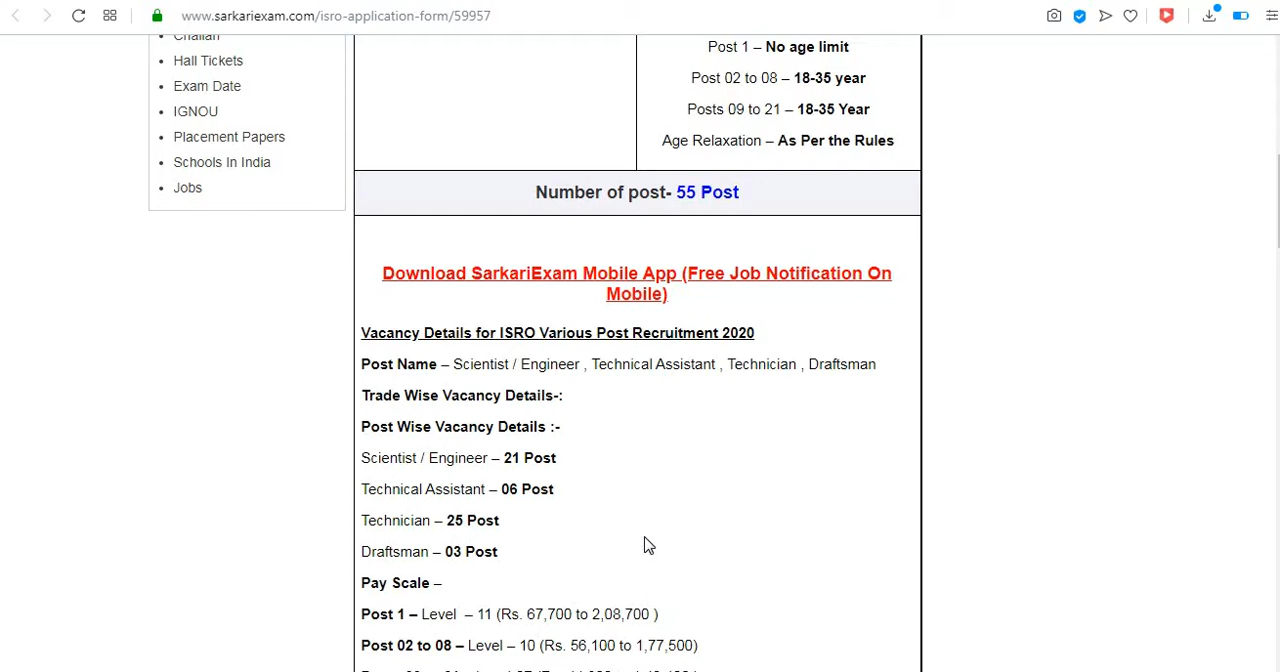 www.sarkariexam.com/isro-application-form/59957
Challan
Hall Tickets
Exam Date
IGNOU
Placement Papers
Schools In India
Jobs
Post 1 – No age limit
Post 02 to 08 – 18-35 year
Posts 09 to 21 – 18-35 Year
Age Relaxation – As Per the Rules
Number of post- 55 Post
Download SarkariExam Mobile App (Free Job Notification On
Mobile)
Vacancy Details for ISRO Various Post Recruitment 2020
Post Name – Scientist / Engineer , Technical Assistant , Technician , Draftsman
Trade Wise Vacancy Details-:
Post Wise Vacancy Details :-
Scientist / Engineer – 21 Post
Technical Assistant – 06 Post
Technician – 25 Post
Draftsman – 03 Post
Pay Scale –
Post 1 – Level – 11 (Rs. 67,700 to 2,08,700 )
Post 02 to 08 – Level – 10 (Rs. 56,100 to 1,77,500)